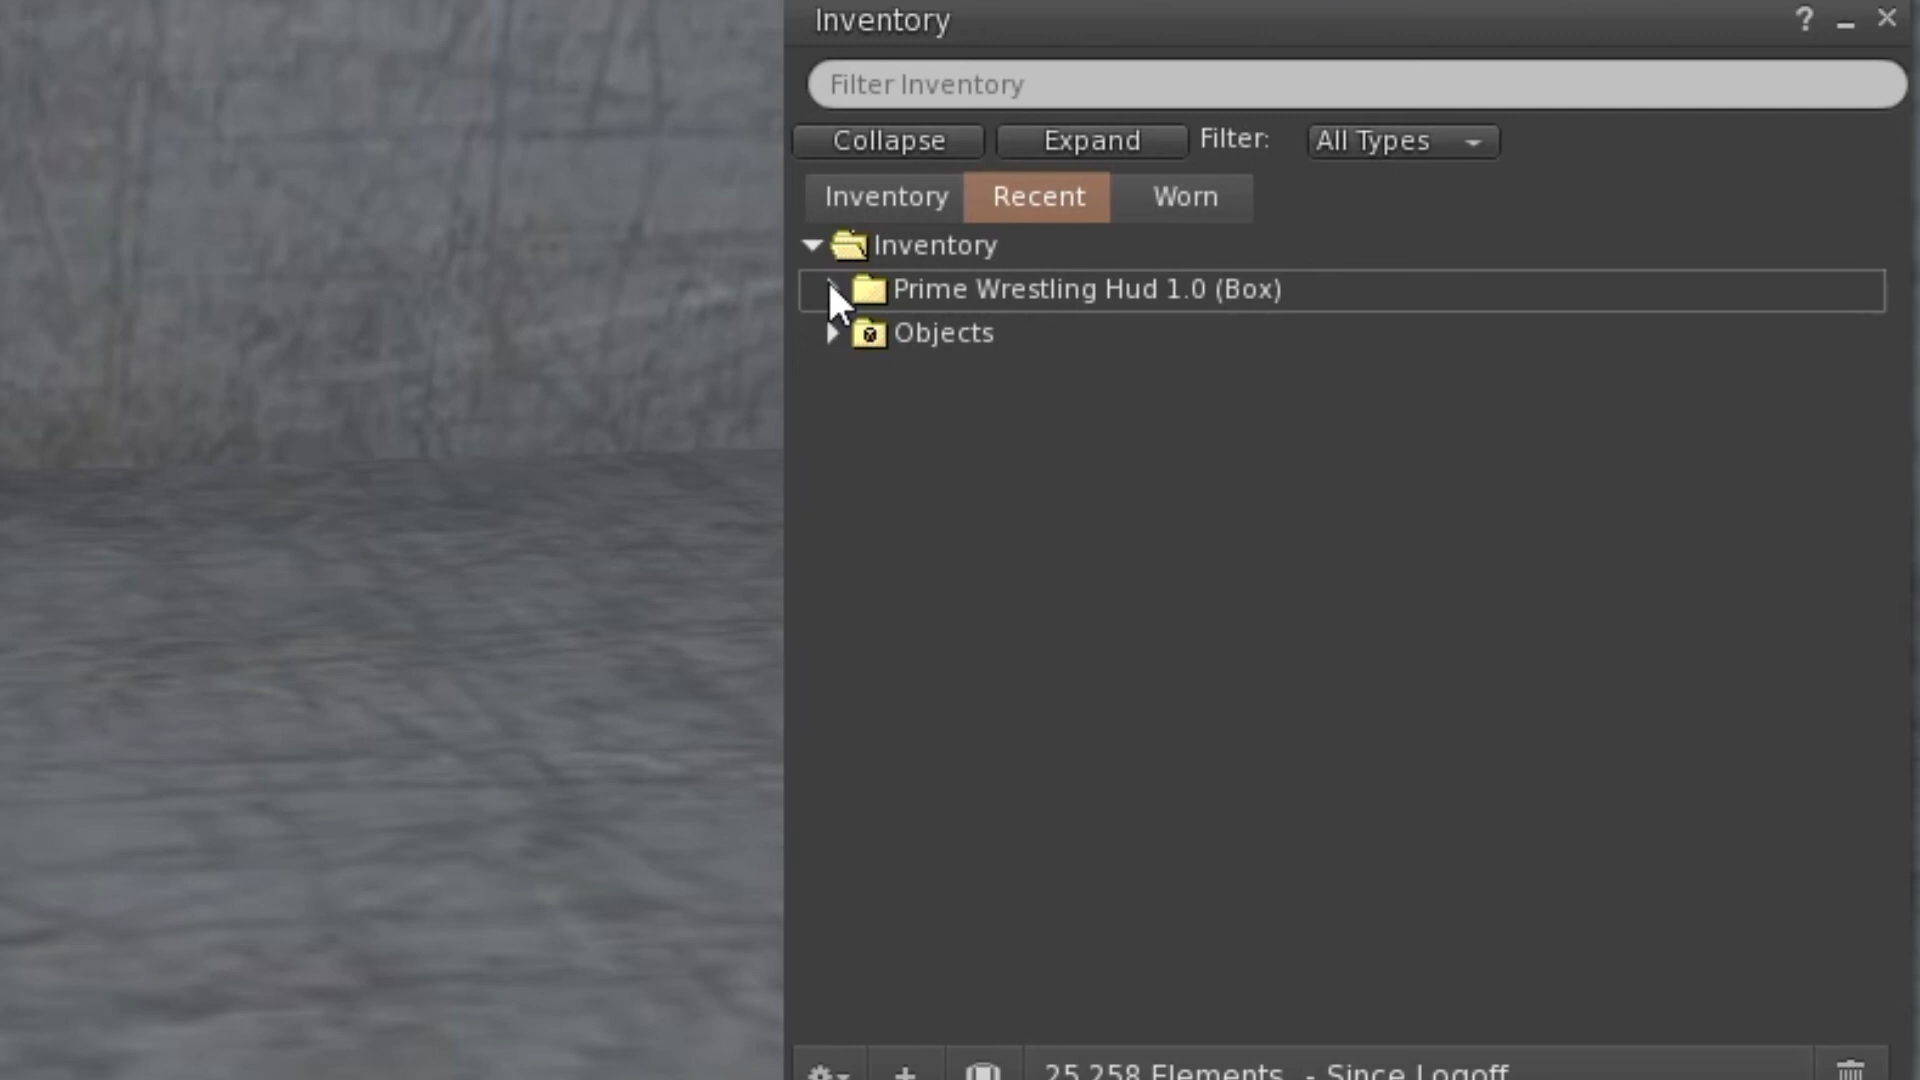 Inventory ?
Filter Inventory
Collapse Expand Filter: All Types
Inventory Recent Worn
Inventory
Prime Wrestling Hud 1.0 (Box)
Objects
25,258 Elements - Since Logoff